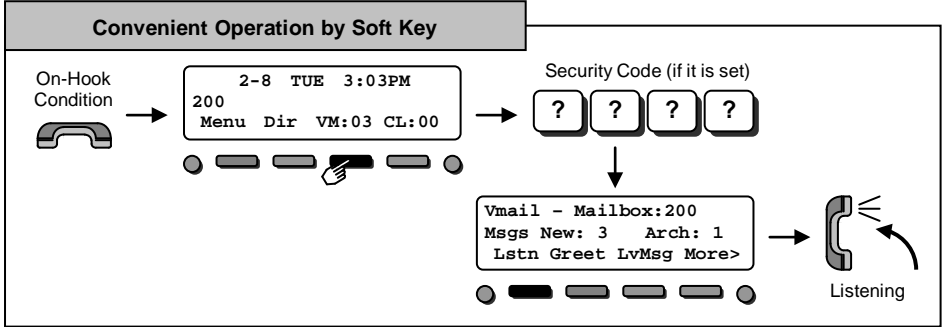 Convenient Operation by Soft Key
On-Hook
Condition
2-8 TUE 3:03PM
200
Menu Dir VM:03 CL:00
Security Code (if it is set)
? ? ? ?
Vmail – Mailbox:200
Msgs New: 3 Arch: 1
Lstn Greet LvMsg More>
Listening